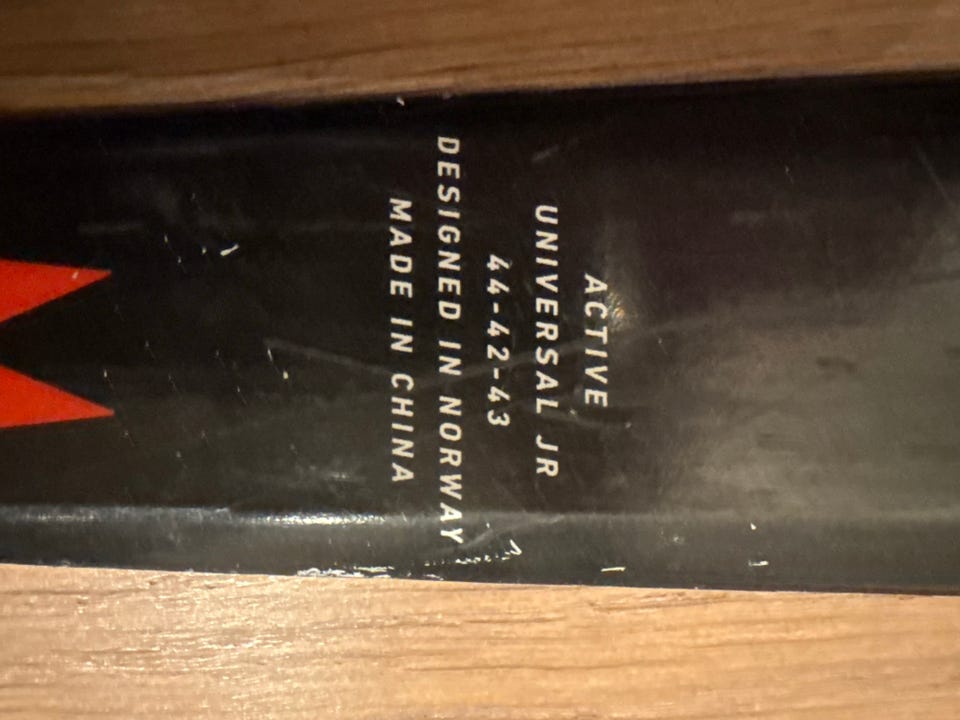 ACTIVE
UNIVERSAL JR
44-42-43
DESIGNED IN NORWAY
MADE IN CHINA